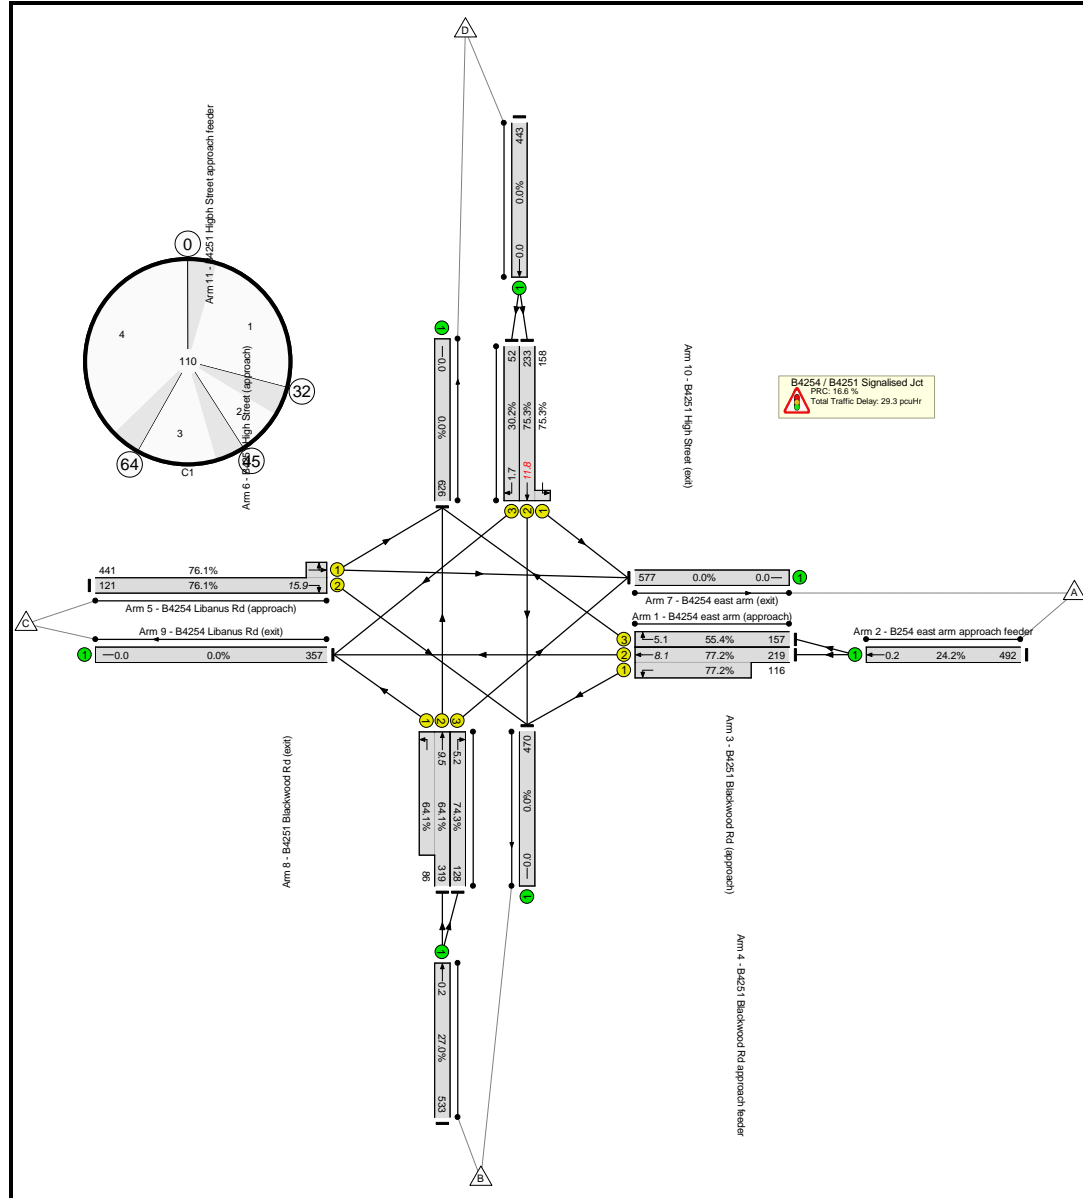 D
Arm 11 - B4251 Higbh Street approach feeder
443
0.0%
0.0
1
0
4
1
110
32
2
3
64
45
C1
Arm 6 - B4251 High Street (approach)
1
0.0
0.0%
626
52
233
158
30.2%
75.3%
75.3%
1.7
11.8
3
2
1
Arm 10 - B4251 High Street (exit)
B4254 / B4251 Signalised Jct
PRC: 16.6 %
Total Traffic Delay: 29.3 pcuHr
441 76.1% 1
121 76.1% 15.9 2
Arm 5 - B4254 Libanus Rd (approach)
C
Arm 9 - B4254 Libanus Rd (exit)
1 0.0 0.0% 357
577 0.0% 0.0 1
Arm 7 - B4254 east arm (exit)
A
Arm 1 - B4254 east arm (approach)
3 5.1 55.4% 157
2 8.1 77.2% 219
1 77.2% 116
Arm 2 - B254 east arm approach feeder
1 0.2 24.2% 492
1
2
3
9.5
5.2
64.1%
64.1%
74.3%
86
319
128
470
0.0%
0.0
1
Arm 8 - B4251 Blackwood Rd (exit)
Arm 3 - B4251 Blackwood Rd (approach)
Arm 4 - B4251 Blackwood Rd approach feeder
1
0.2
27.0%
533
B